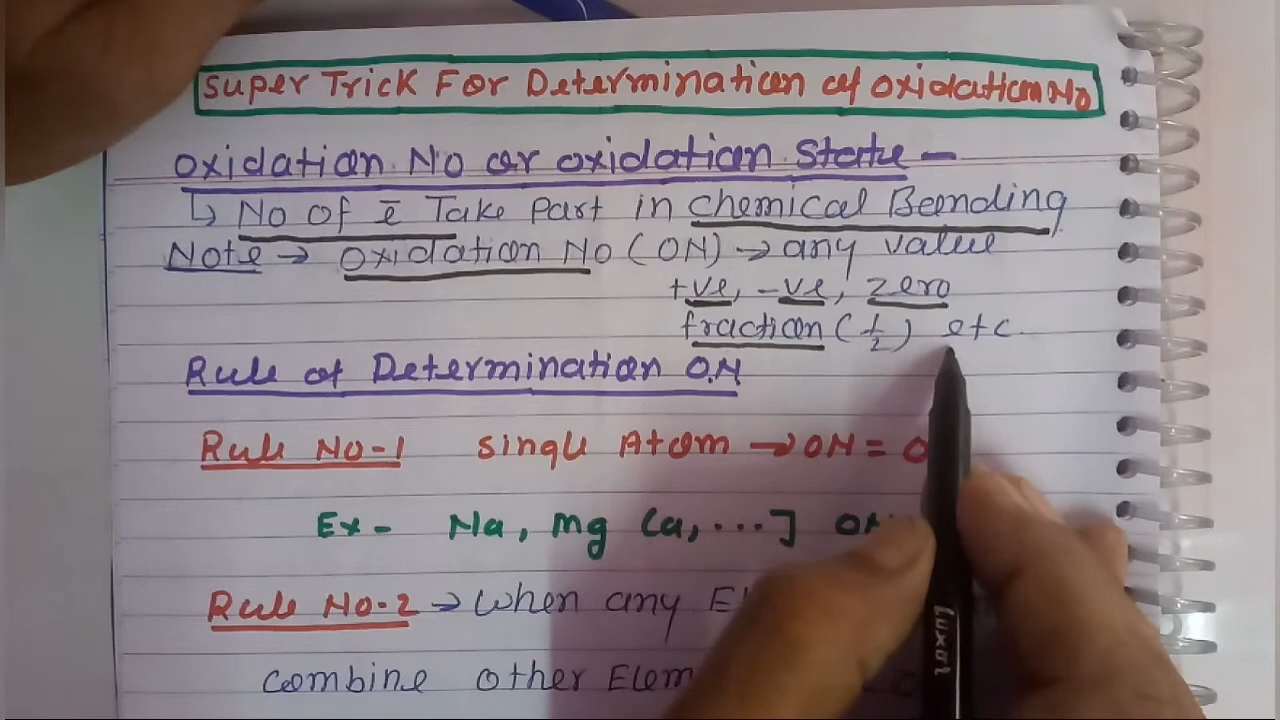 Super Trick For Determination of Oxidation No
Oxidation No or oxidation State -
↳ No of ē Take Part in Chemical Bonding
Note → Oxidation No (ON) → any value
+ve, -ve, zero
fraction (1/2) etc.
Rule of Determination O.N
Rule No-1 Single Atom → ON = 0
Ex - Na, Mg Ca, ...] ON
Rule No-2 → When any
Combine Other
Luxor